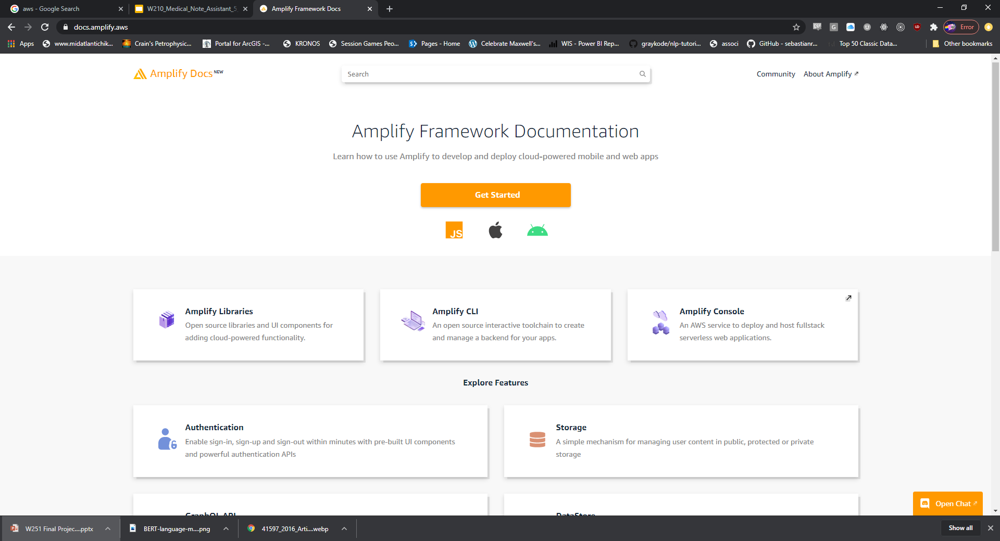 aws - Google Search
W210_Medical_Note_Assistant_5
Amplify Framework Docs
docs.amplify.aws
Error
Apps
www.midatlantichik...
Crain's Petrophysic...
Portal for ArcGIS -...
KRONOS
Session Games Peo...
Pages - Home
Celebrate Maxwell's...
WIS - Power BI Rep...
graykode/nlp-tutori...
associ
GitHub - sebastianr...
Top 50 Classic Data...
Other bookmarks
Amplify Docs NEW
Search
Community
About Amplify
Amplify Framework Documentation
Learn how to use Amplify to develop and deploy cloud-powered mobile and web apps
Get Started
JS
Amplify Libraries
Open source libraries and UI components for
adding cloud-powered functionality.
Amplify CLI
An open source interactive toolchain to create
and manage a backend for your apps.
Amplify Console
An AWS service to deploy and host fullstack
serverless web applications.
Explore Features
Authentication
Enable sign-in, sign-up and sign-out within minutes with pre-built UI components
and powerful authentication APIs
Storage
A simple mechanism for managing user content in public, protected or private
storage
GraphQL API
DataStore
Open Chat
W251 Final Projec....pptx
BERT-language-m....png
41597_2016_Arti....webp
Show all